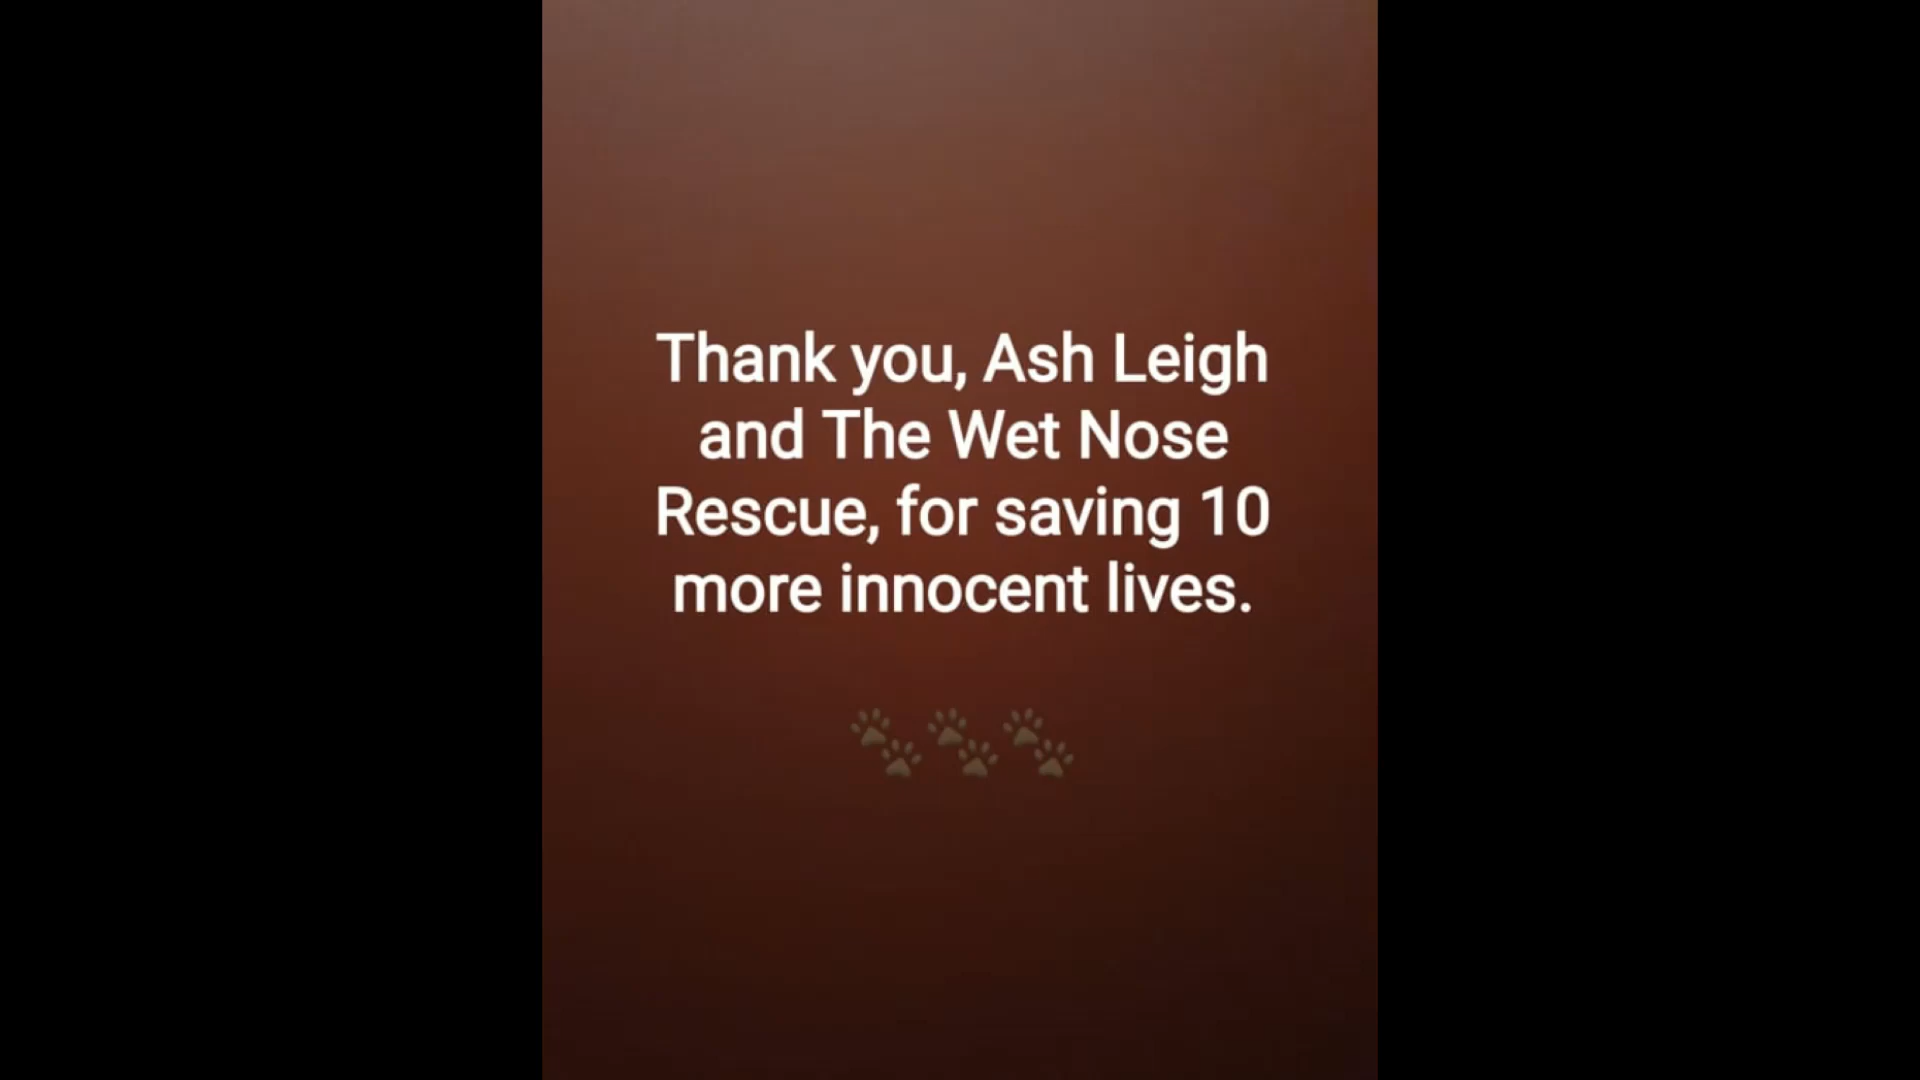 Thank you, Ash Leigh
and The Wet Nose
Rescue, for saving 10
more innocent lives.